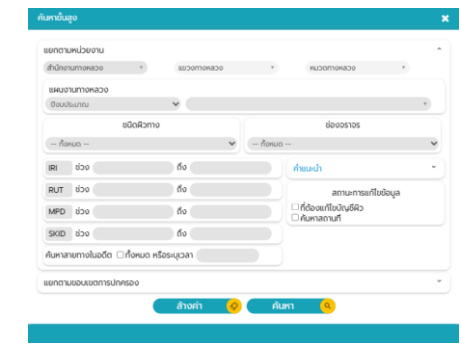 ค้นหาขั้นสูง
แยกตามหน่วยงาน
สำนักงานทางหลวง แขวงทางหลวง หมวดทางหลวง
แผนงานทางหลวง
ปีงบประมาณ
ชนิดผิวทาง ช่องจราจร
-- ทั้งหมด -- -- ทั้งหมด --
IRI ช่วง ถึง คำแนะนำ
RUT ช่วง ถึง สถานะการแก้ไขข้อมูล
MPD ช่วง ถึง ที่ต้องแก้ไขบัญชีผิว
ค้นหาสถานที่
SKID ช่วง ถึง
ค้นหาสายทางในอดีต ทั้งหมด หรือระบุเวลา
แยกตามขอบเขตการปกครอง
ล้างค่า ค้นหา